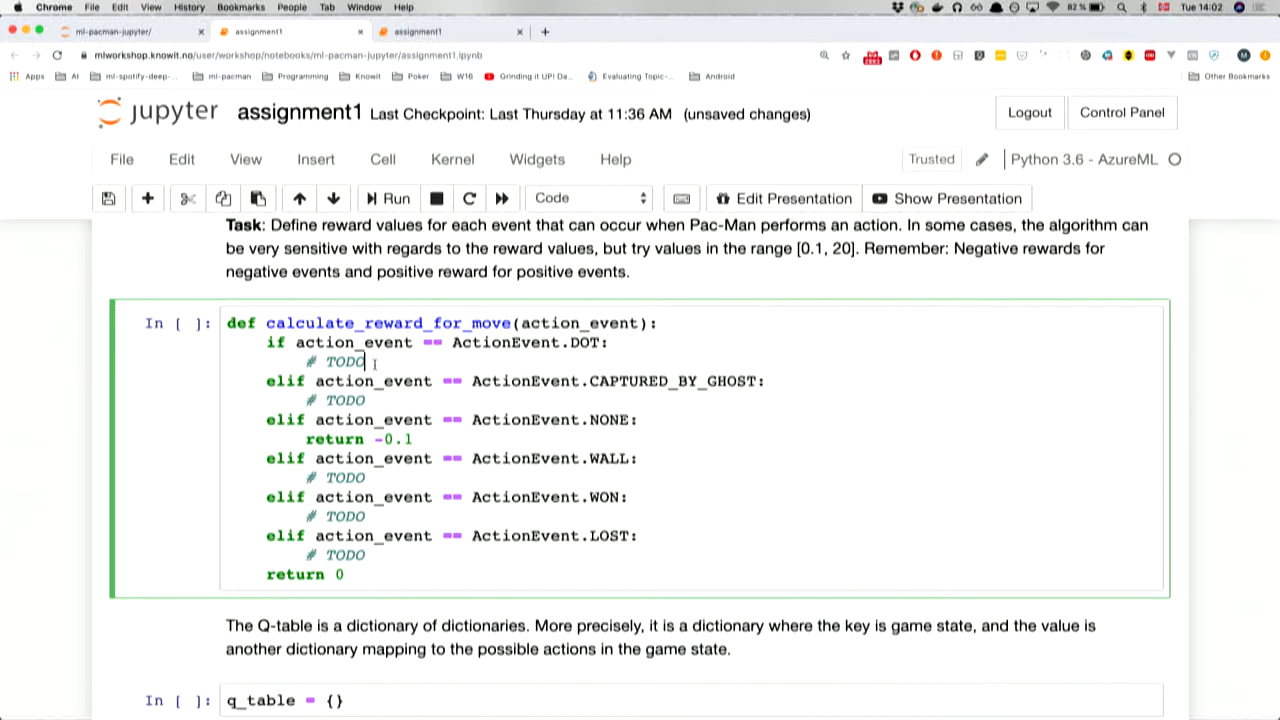 Chrome File Edit View History Bookmarks People Tab Window Help 82 % Tue 14:02
ml-pacman-jupyter/ assignment1 assignment1
mlworkshop.knowit.no/user/workshop/notebooks/ml-pacman-jupyter/assignment1.ipynb
Apps AI ml-spotify-deep-... ml-pacman Programming Knowit Poker W16 Grinding it UP! Da... Evaluating Topic-... Android Other Bookmarks
jupyter assignment1 Last Checkpoint: Last Thursday at 11:36 AM (unsaved changes) Logout Control Panel
File Edit View Insert Cell Kernel Widgets Help Trusted Python 3.6 - AzureML
Run Code Edit Presentation Show Presentation
Task: Define reward values for each event that can occur when Pac-Man performs an action. In some cases, the algorithm can
be very sensitive with regards to the reward values, but try values in the range [0.1, 20]. Remember: Negative rewards for
negative events and positive reward for positive events.
In [ ]: def calculate_reward_for_move(action_event):
if action_event == ActionEvent.DOT:
# TODO
elif action_event == ActionEvent.CAPTURED_BY_GHOST:
# TODO
elif action_event == ActionEvent.NONE:
return -0.1
elif action_event == ActionEvent.WALL:
# TODO
elif action_event == ActionEvent.WON:
# TODO
elif action_event == ActionEvent.LOST:
# TODO
return 0
The Q-table is a dictionary of dictionaries. More precisely, it is a dictionary where the key is game state, and the value is
another dictionary mapping to the possible actions in the game state.
In [ ]: q_table = {}